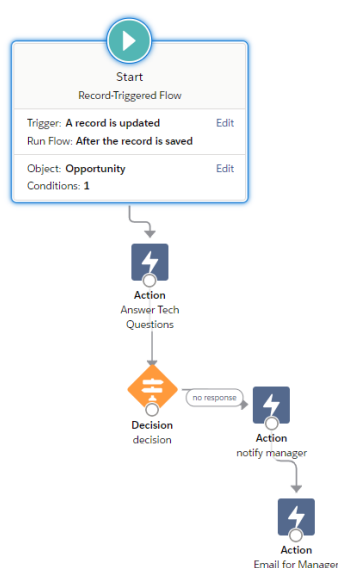 Start
Record-Triggered Flow
Trigger: A record is updated Edit
Run Flow: After the record is saved
Object: Opportunity Edit
Conditions: 1
Action
Answer Tech
Questions
no response
Decision
decision
Action
notify manager
Action
Email for Manager